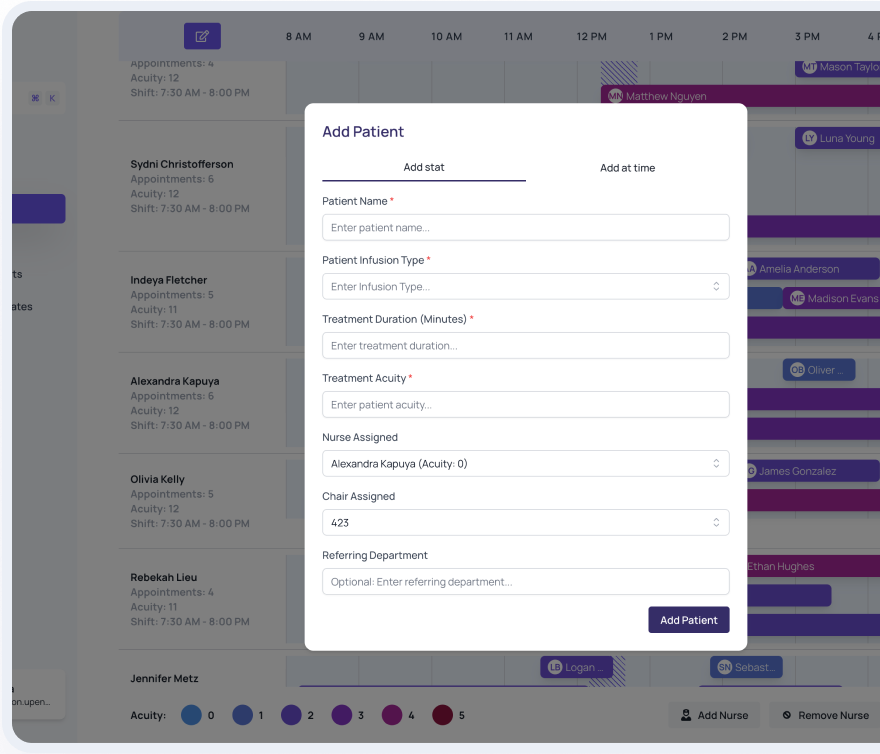 8 AM
9 AM
10 AM
11 AM
12 PM
1 PM
2 PM
3 PM
Appointments: 4
Acuity: 12
Shift: 7:30 AM - 8:00 PM
⌘ K
MT Mason Taylo
MN Matthew Nguyen
LY Luna Young
Sydni Christofferson
Appointments: 6
Acuity: 12
Shift: 7:30 AM - 8:00 PM
Indeya Fletcher
Appointments: 5
Acuity: 11
Shift: 7:30 AM - 8:00 PM
Amelia Anderson
ME Madison Evans
Alexandra Kapuya
Appointments: 6
Acuity: 12
Shift: 7:30 AM - 8:00 PM
OB Oliver ..
Olivia Kelly
Appointments: 5
Acuity: 12
Shift: 7:30 AM - 8:00 PM
James Gonzalez
Rebekah Lieu
Appointments: 4
Acuity: 11
Shift: 7:30 AM - 8:00 PM
Ethan Hughes
Jennifer Metz
LB Logan ..
SN Sebast...
on.upen...
Add Patient
Add stat
Add at time
Patient Name *
Enter patient name...
Patient Infusion Type *
Enter Infusion Type...
Treatment Duration (Minutes) *
Enter treatment duration...
Treatment Acuity *
Enter patient acuity...
Nurse Assigned
Alexandra Kapuya (Acuity: 0)
Chair Assigned
423
Referring Department
Optional: Enter referring department...
Add Patient
Acuity: 0 1 2 3 4 5
Add Nurse
Remove Nurse